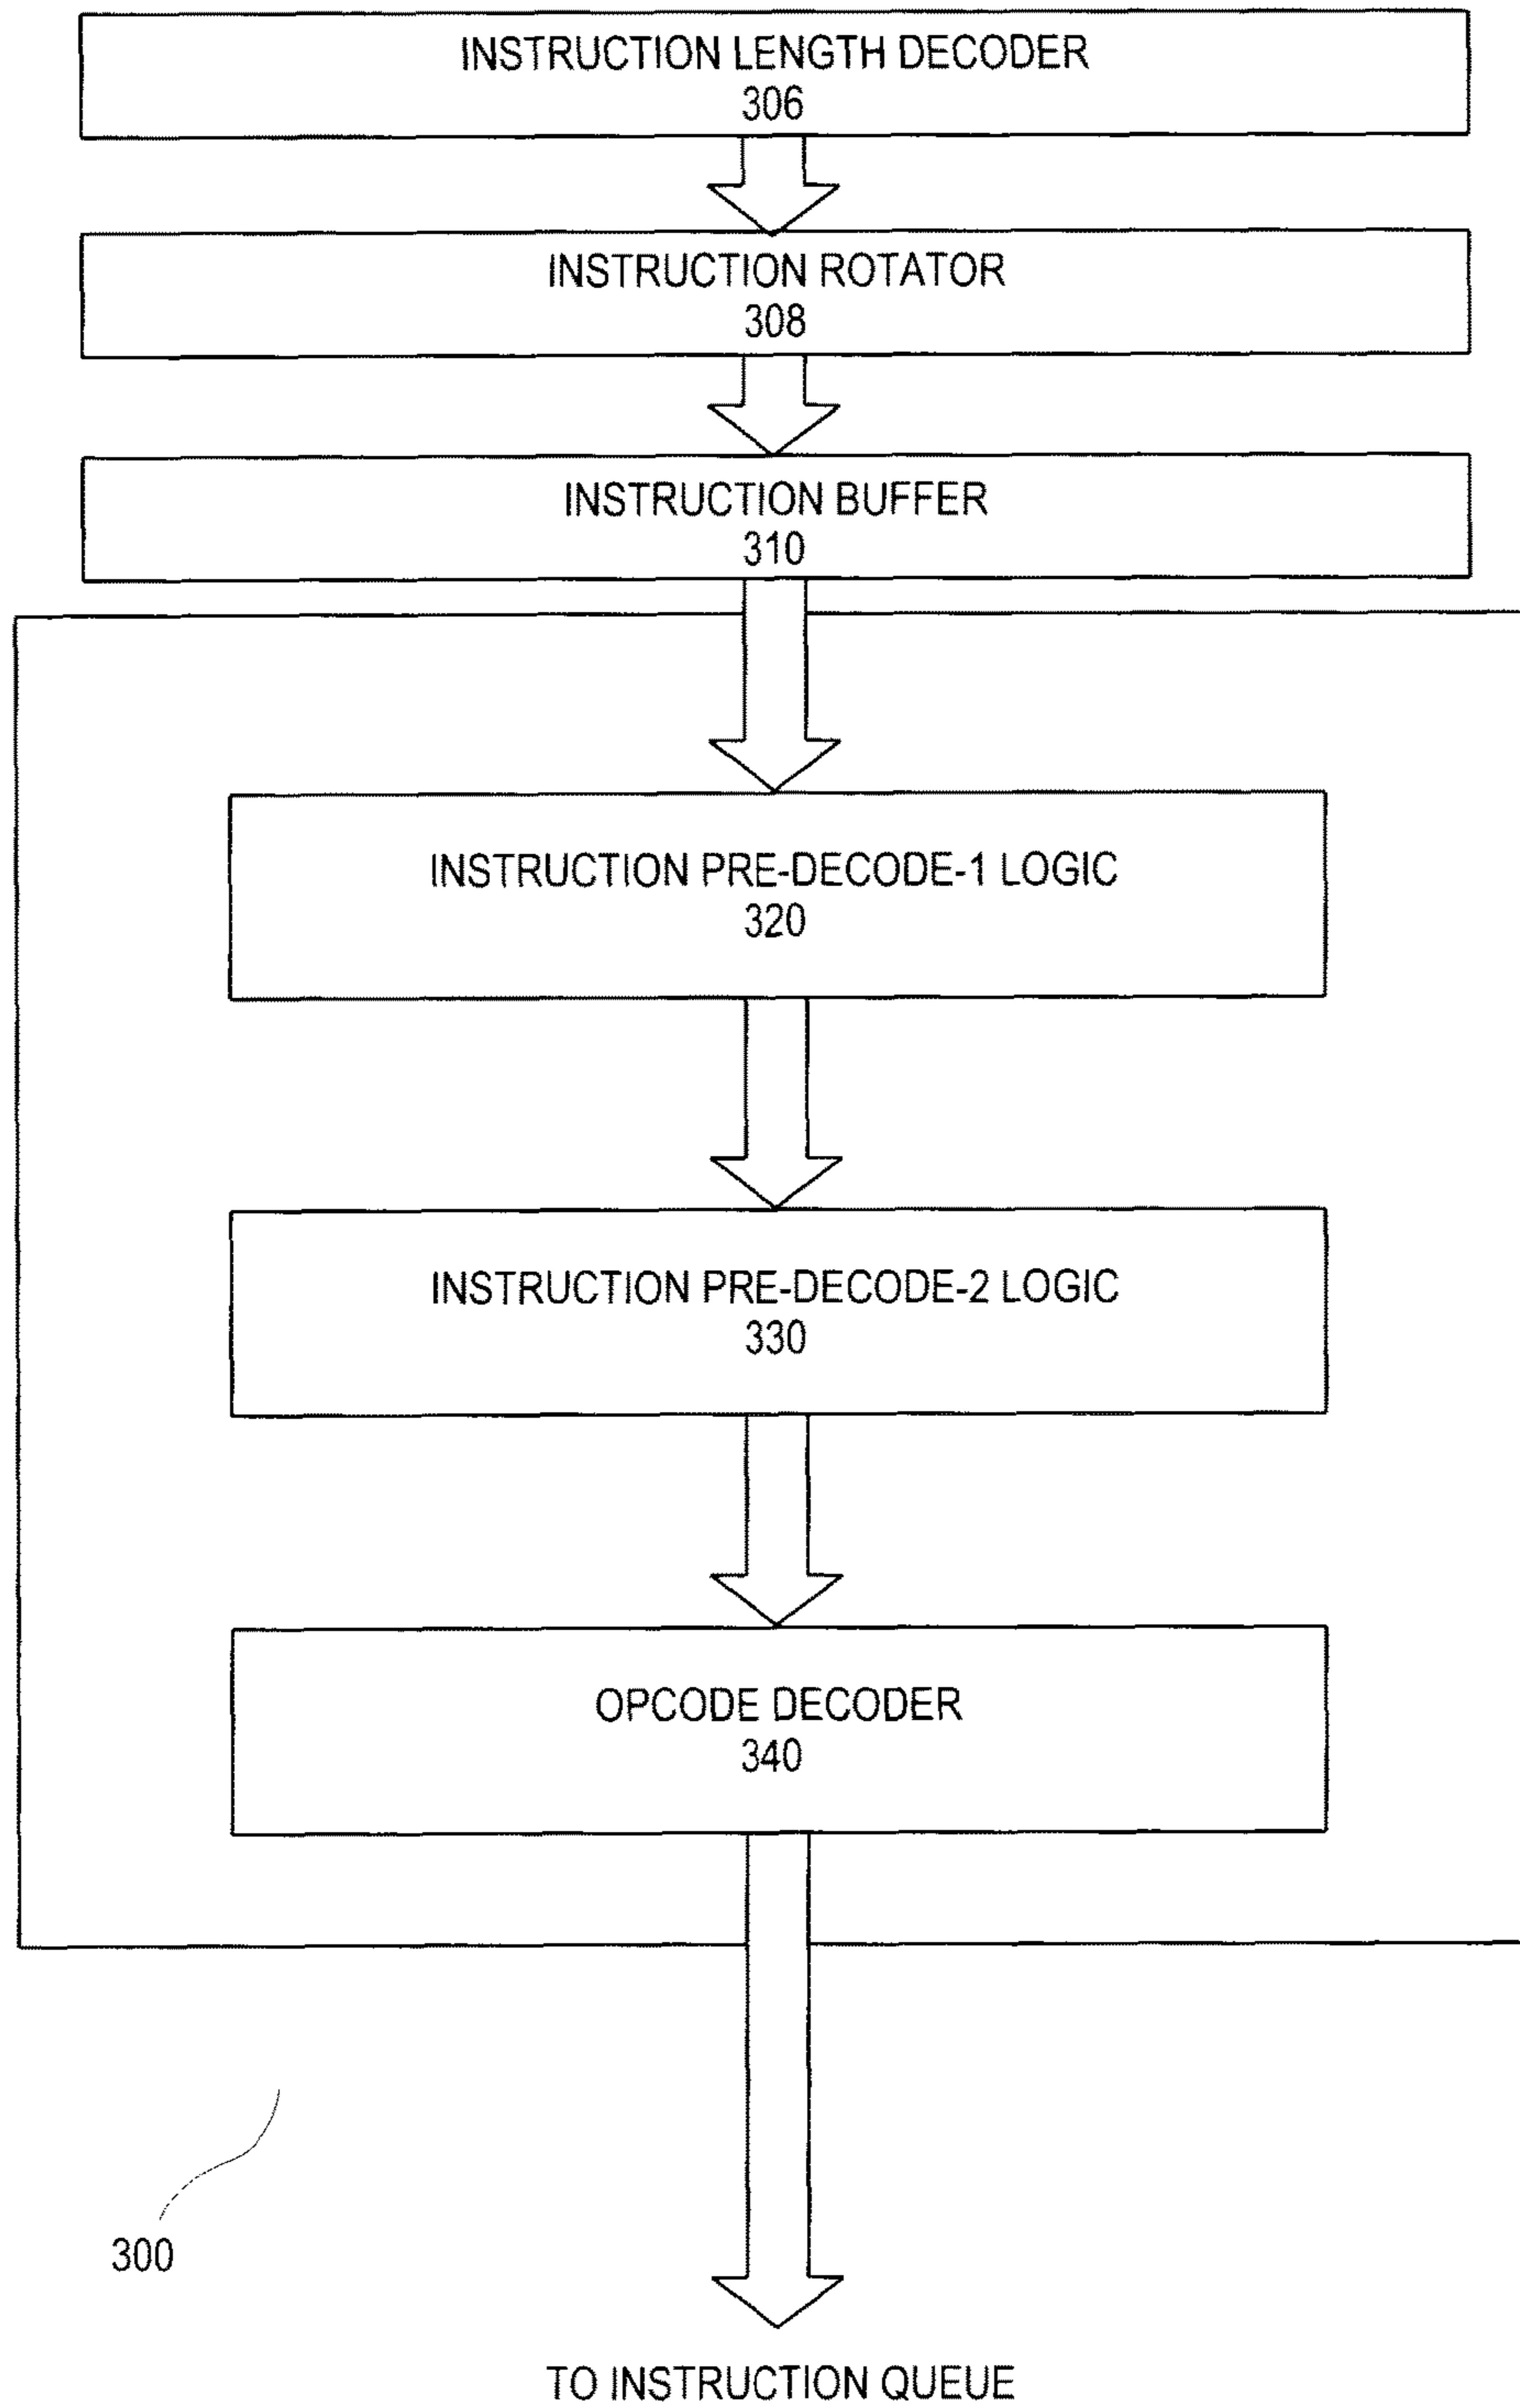 INSTRUCTION LENGTH DECODER
306
INSTRUCTION ROTATOR
308
INSTRUCTION BUFFER
310
INSTRUCTION PRE-DECODE-1 LOGIC
320
INSTRUCTION PRE-DECODE-2 LOGIC
330
OPCODE DECODER
340
300
TO INSTRUCTION QUEUE